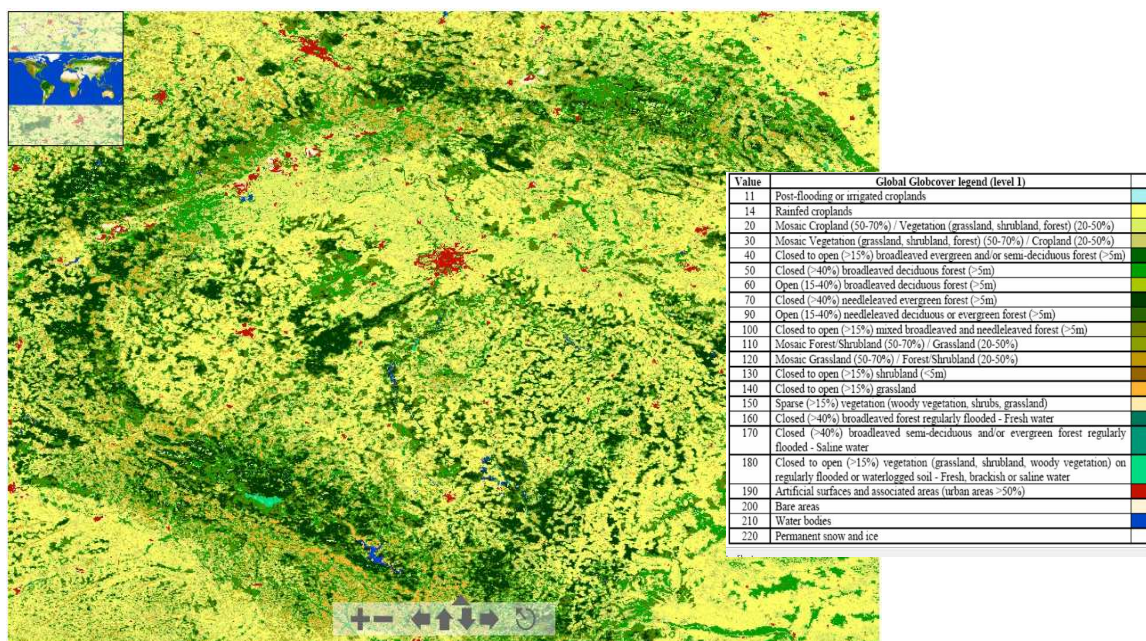 Value Global Globcover legend (level 1)
11 Post-flooding or irrigated croplands
14 Rainfed croplands
20 Mosaic Cropland (50-70%) / Vegetation (grassland, shrubland, forest) (20-50%)
30 Mosaic Vegetation (grassland, shrubland, forest) (50-70%) / Cropland (20-50%)
40 Closed to open (>15%) broadleaved evergreen and/or semi-deciduous forest (>5m)
50 Closed (>40%) broadleaved deciduous forest (>5m)
60 Open (15-40%) broadleaved deciduous forest (>5m)
70 Closed (>40%) needleleaved evergreen forest (>5m)
90 Open (15-40%) needleleaved deciduous or evergreen forest (>5m)
100 Closed to open (>15%) mixed broadleaved and needleleaved forest (>5m)
110 Mosaic Forest/Shrubland (50-70%) / Grassland (20-50%)
120 Mosaic Grassland (50-70%) / Forest/Shrubland (20-50%)
130 Closed to open (>15%) shrubland (<5m)
140 Closed to open (>15%) grassland
150 Sparse (>15%) vegetation (woody vegetation, shrubs, grassland)
160 Closed (>40%) broadleaved forest regularly flooded - Fresh water
170 Closed (>40%) broadleaved semi-deciduous and/or evergreen forest regularly
flooded - Saline water
180 Closed to open (>15%) vegetation (grassland, shrubland, woody vegetation) on
regularly flooded or waterlogged soil - Fresh, brackish or saline water
190 Artificial surfaces and associated areas (urban areas >50%)
200 Bare areas
210 Water bodies
220 Permanent snow and ice